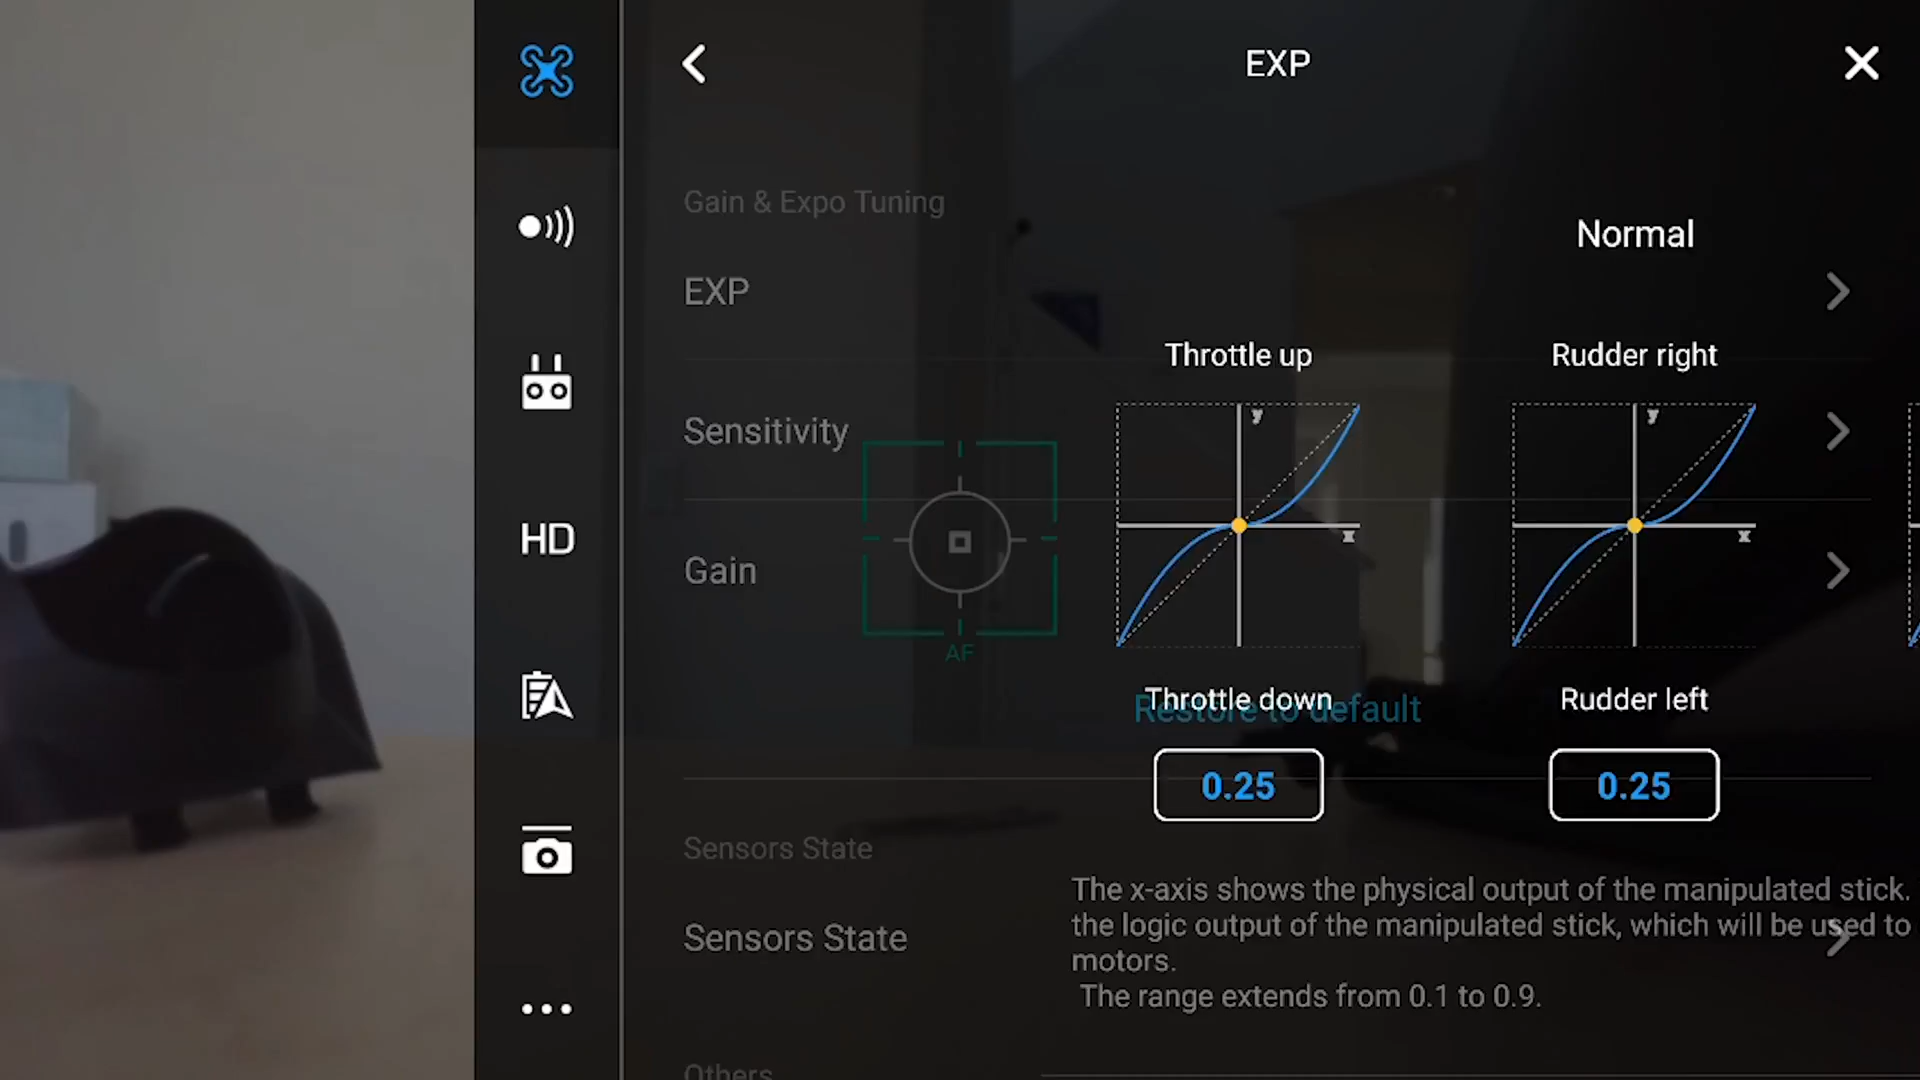 EXP
Gain & Expo Tuning
Normal
EXP
Throttle up
Rudder right
y
y
Sensitivity
x
x
HD
Gain
AF
Throttle down
Rudder left
Restore to default
0.25
0.25
Sensors State
The x-axis shows the physical output of the manipulated stick.
the logic output of the manipulated stick, which will be used to
Sensors State
motors.
The range extends from 0.1 to 0.9.
Others